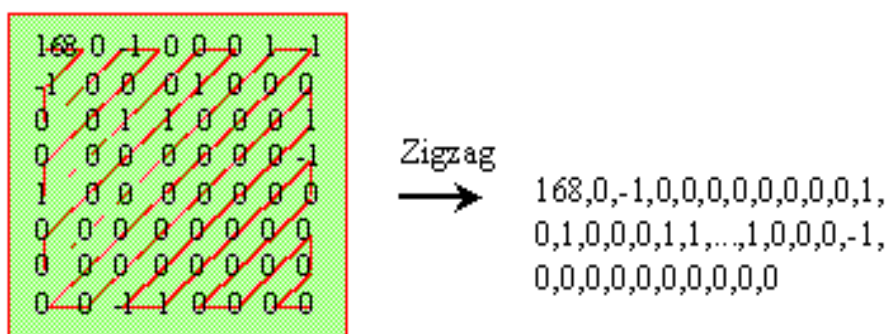 168 0 -1 0 0 0 1 -1
-1 0 0 0 1 0 0 0
0 0 1 1 0 0 0 1
0 0 0 0 0 0 0 -1
1 0 0 0 0 0 0 0
0 0 0 0 0 0 0 0
0 0 0 0 0 0 0 0
0 0 -1 1 0 0 0 0
Zigzag
168,0,-1,0,0,0,0,0,0,0,0,1,
0,1,0,0,0,1,1,...,1,0,0,0,-1,
0,0,0,0,0,0,0,0,0,0